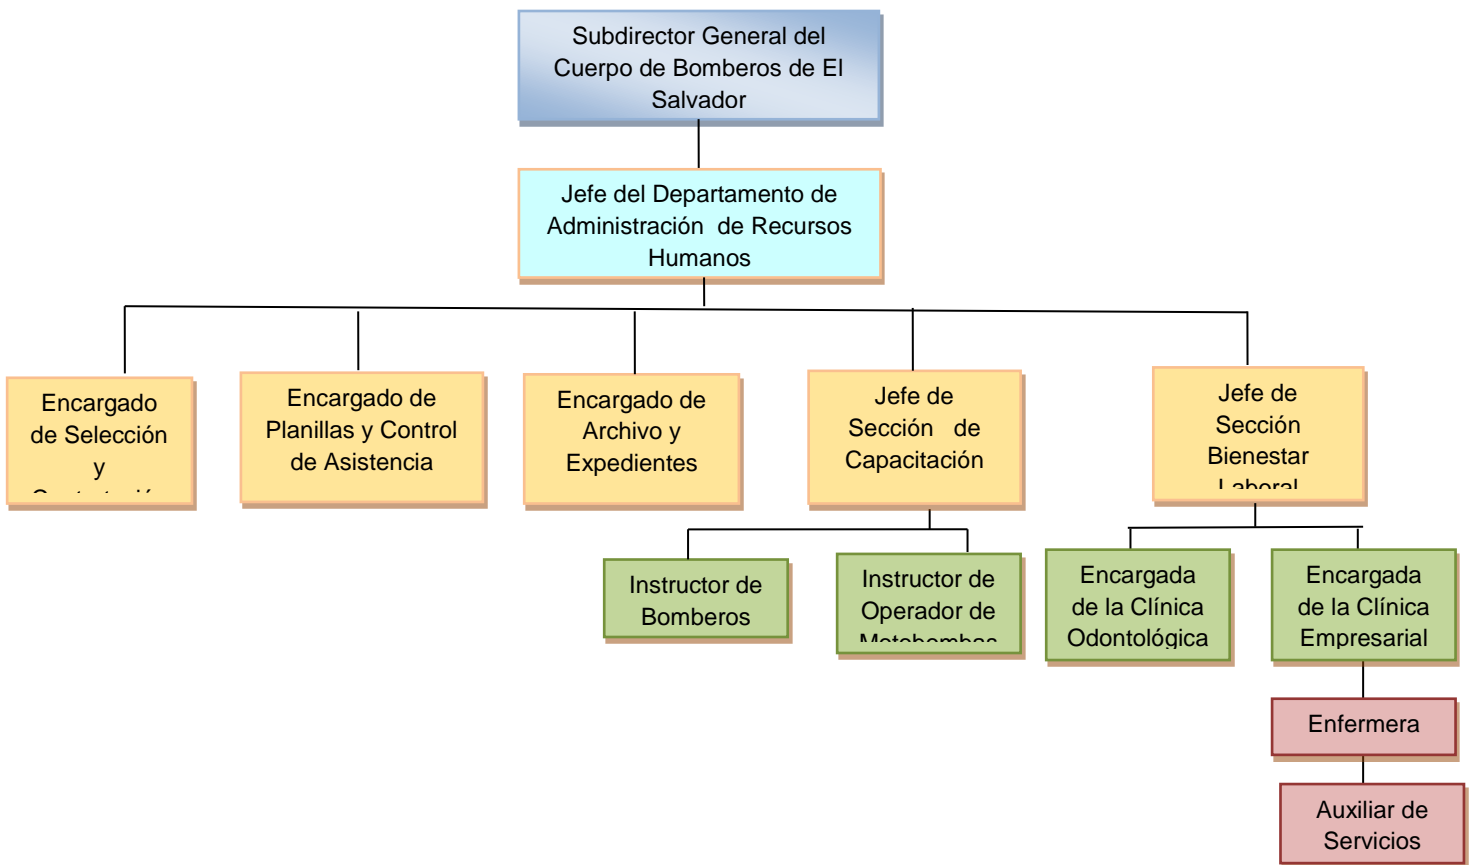 Subdirector General del
Cuerpo de Bomberos de El
Salvador
Jefe del Departamento de
Administración de Recursos
Humanos
Encargado
de Selección
y
Encargado de
Planillas y Control
de Asistencia
Encargado de
Archivo y
Expedientes
Jefe de
Sección de
Capacitación
Jefe de
Sección
Bienestar
Laboral
Instructor de
Bomberos
Instructor de
Operador de
Motobombas
Encargada
de la Clínica
Odontológica
Encargada
de la Clínica
Empresarial
Enfermera
Auxiliar de
Servicios